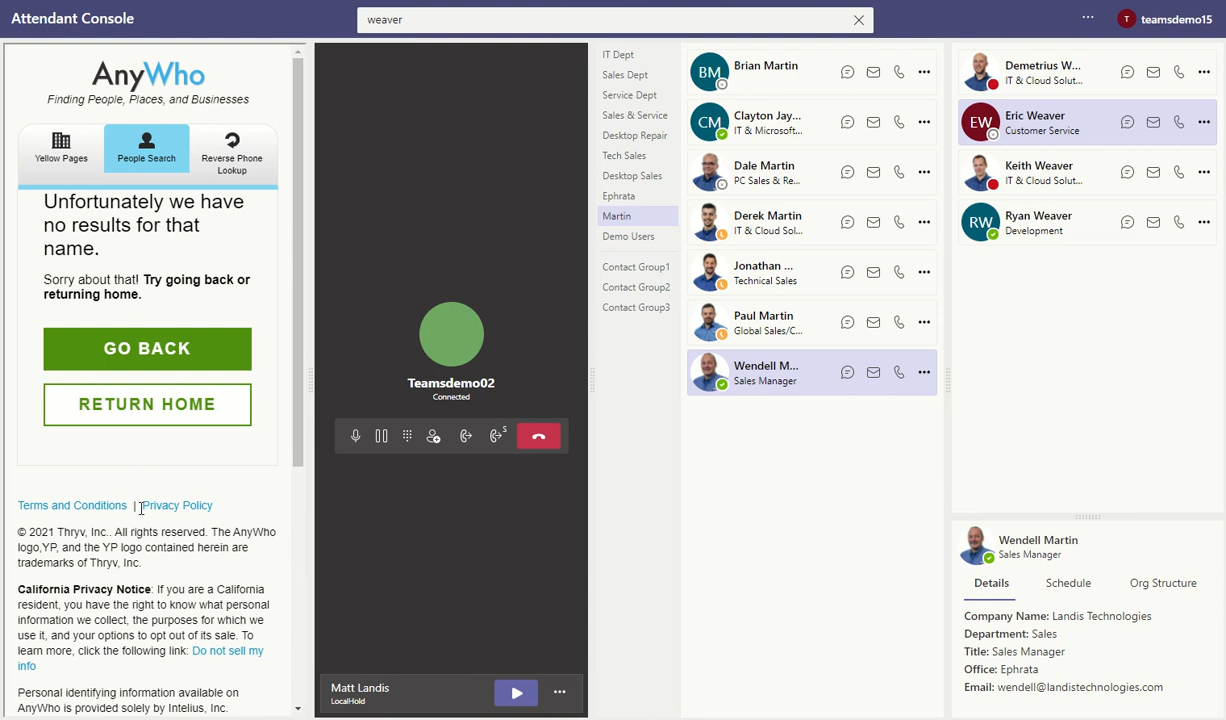 Attendant Console
weaver
T
teamsdemo15
AnyWho
Finding People, Places, and Businesses
Yellow Pages
People Search
Reverse Phone
Lookup
Unfortunately we have
no results for that
name.
Sorry about that! Try going back or
returning home.
GO BACK
RETURN HOME
Terms and Conditions | Privacy Policy
© 2021 Thryv, Inc.. All rights reserved. The AnyWho
logo,YP, and the YP logo contained herein are
trademarks of Thryv, Inc.
California Privacy Notice: If you are a California
resident, you have the right to know what personal
information we collect, the purposes for which we
use it, and your options to opt out of its sale. To
learn more, click the following link: Do not sell my
info
Personal identifying information available on
AnyWho is provided solely by Intelius, Inc.
Teamsdemo02
Connected
S
Matt Landis
LocalHold
IT Dept
Sales Dept
Service Dept
Sales & Service
Desktop Repair
Tech Sales
Desktop Sales
Ephrata
Martin
Demo Users
Contact Group1
Contact Group2
Contact Group3
BM
Brian Martin
CM
Clayton Jay...
IT & Microsoft...
Dale Martin
PC Sales & Re...
Derek Martin
IT & Cloud Sol...
Jonathan ...
Technical Sales
Paul Martin
Global Sales/C...
Wendell M...
Sales Manager
Demetrius W...
IT & Cloud Solut...
EW
Eric Weaver
Customer Service
Keith Weaver
IT & Cloud Solut...
RW
Ryan Weaver
Development
Wendell Martin
Sales Manager
Details
Schedule
Org Structure
Company Name: Landis Technologies
Department: Sales
Title: Sales Manager
Office: Ephrata
Email: wendell@landistechnologies.com